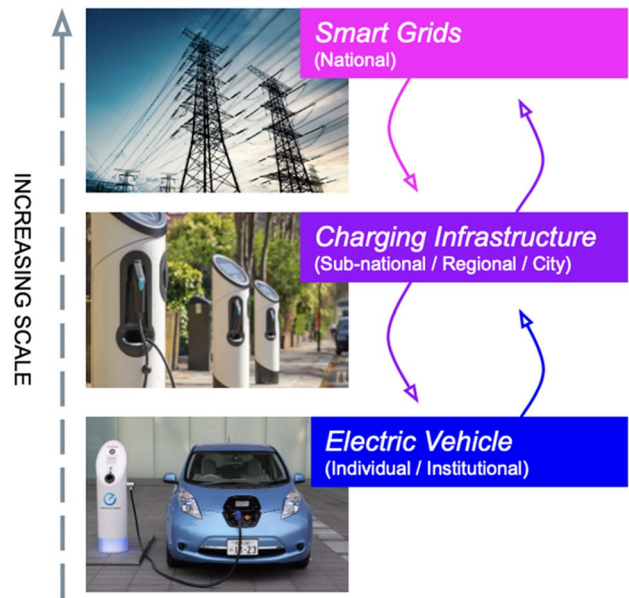 Smart Grids
(National)
INCREASING SCALE
Charging Infrastructure
(Sub-national / Regional / City)
Electric Vehicle
(Individual / Institutional)